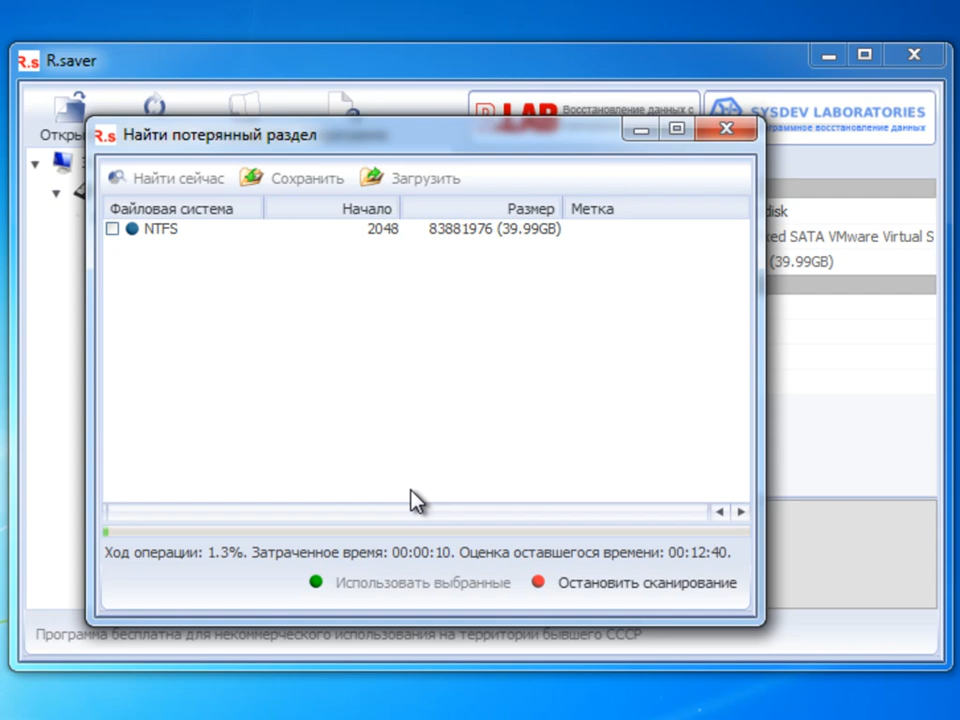 R.s R.saver
Откры
R.LAB Восстановление данных с
SYSDEV LABORATORIES
раммное восстановление данных
R.s Найти потерянный раздел
Найти сейчас Сохранить Загрузить
Файловая система Начало Размер Метка
NTFS 2048 83881976 (39.99GB)
disk
ced SATA VMware Virtual S
(39.99GB)
Ход операции: 1.3%. Затраченное время: 00:00:10. Оценка оставшегося времени: 00:12:40.
Использовать выбранные Остановить сканирование
Программа бесплатна для некоммерческого использования на территории бывшего СССР